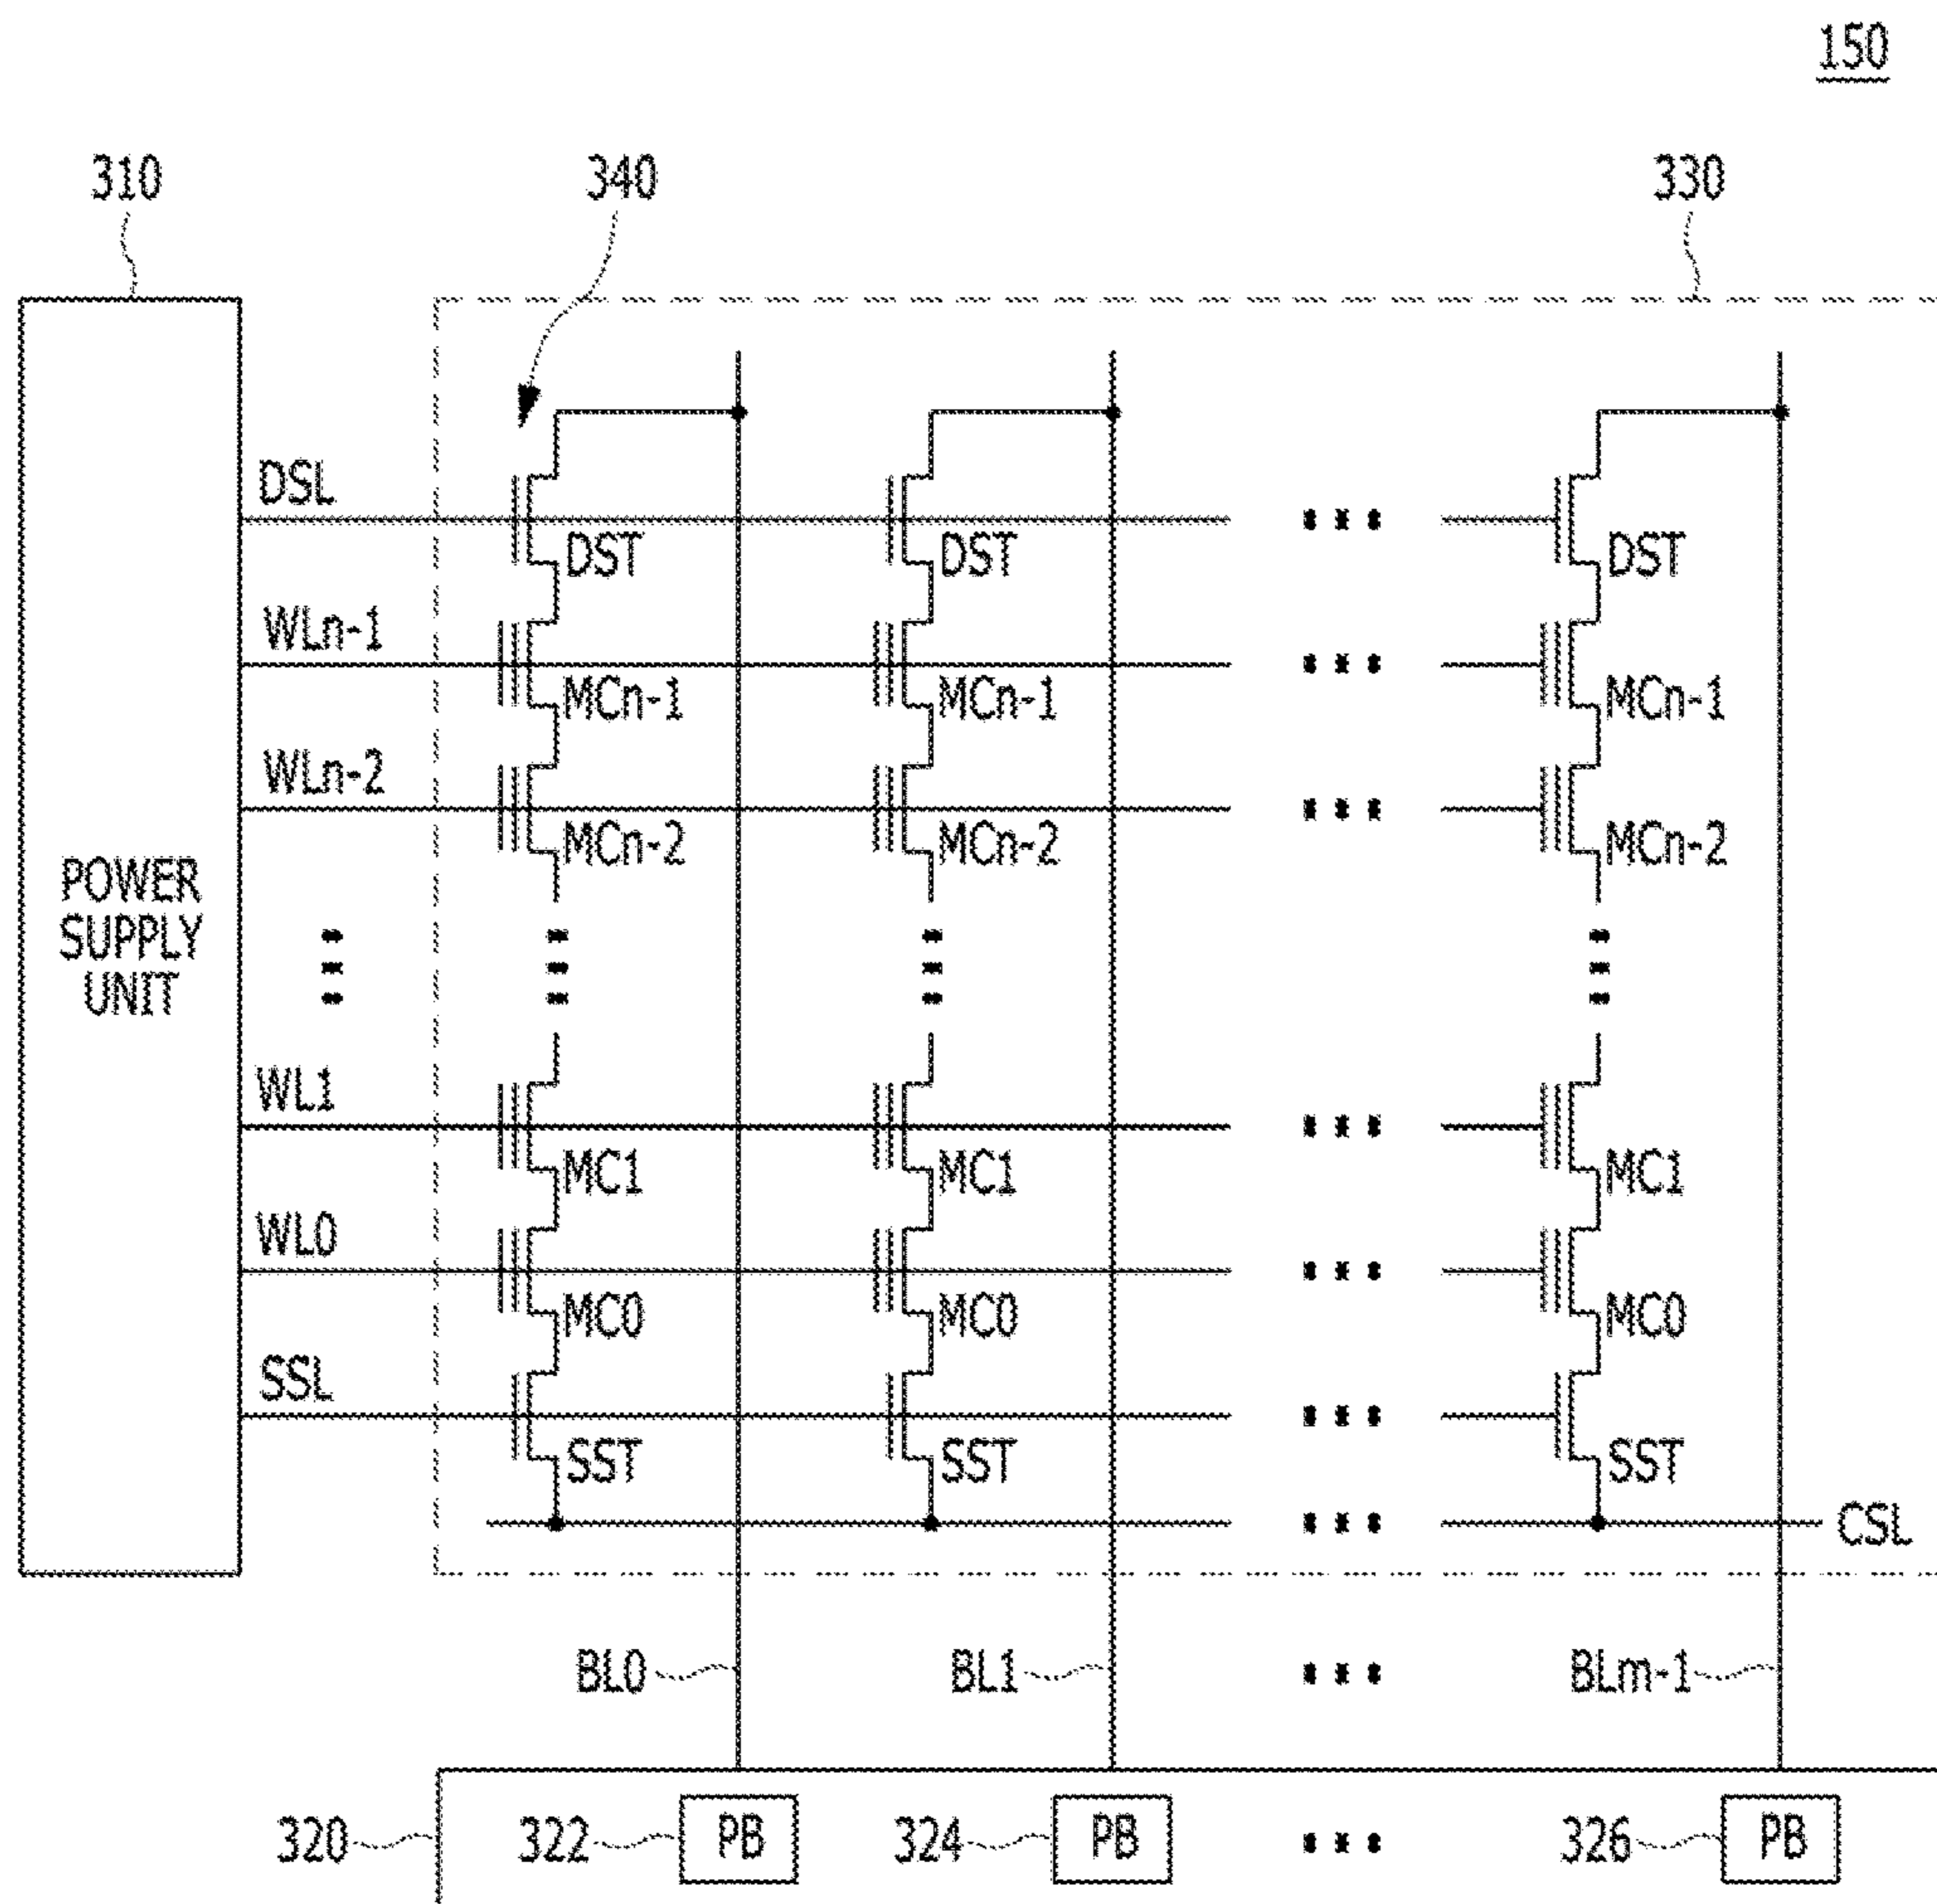 150
310 340 330
DSL
DST DST DST
WLn-1
MCn-1 MCn-1 MCn-1
WLn-2
MCn-2 MCn-2 MCn-2
POWER
SUPPLY
UNIT
WL1
MC1 MC1 MC1
WL0
MC0 MC0 MC0
SSL
SST SST SST
CSL
BL0 BL1 BLm-1
320 322 PB 324 PB 326 PB